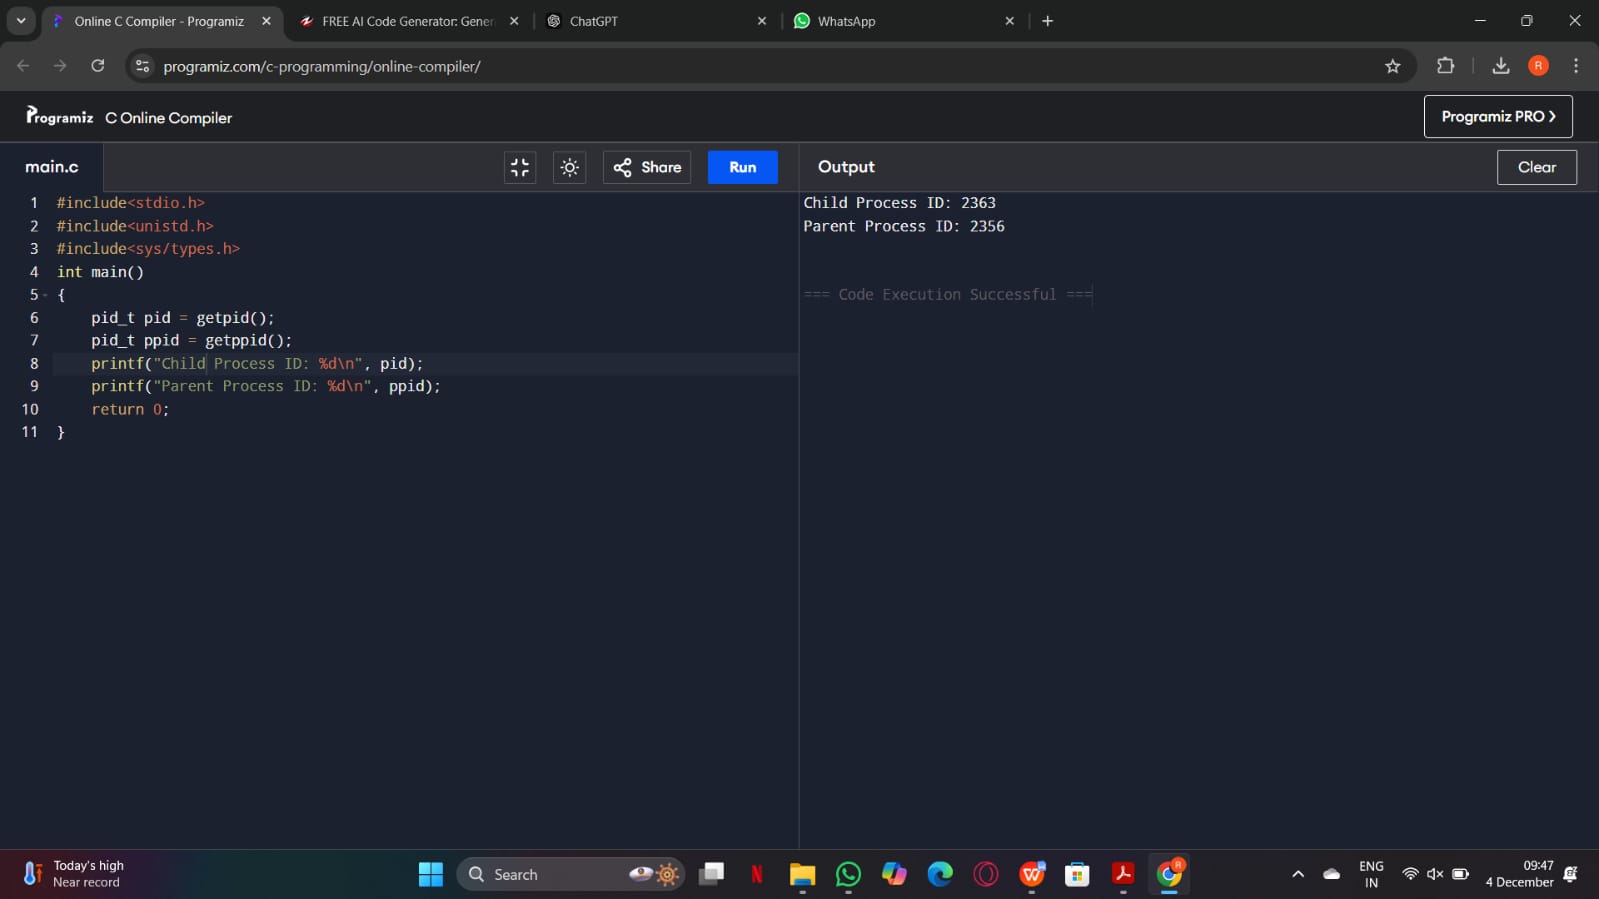 Online C Compiler - Programiz
FREE AI Code Generator: Gener
ChatGPT
WhatsApp
programiz.com/c-programming/online-compiler/
R
Programiz C Online Compiler
Programiz PRO
main.c
Share
Run
Output
Clear
1 #include<stdio.h>
2 #include<unistd.h>
3 #include<sys/types.h>
4 int main()
5 {
6 pid_t pid = getpid();
7 pid_t ppid = getppid();
8 printf("Child Process ID: %d\n", pid);
9 printf("Parent Process ID: %d\n", ppid);
10 return 0;
11 }
Child Process ID: 2363
Parent Process ID: 2356
=== Code Execution Successful ===
Today's high
Near record
Search
ENG
IN
09:47
4 December